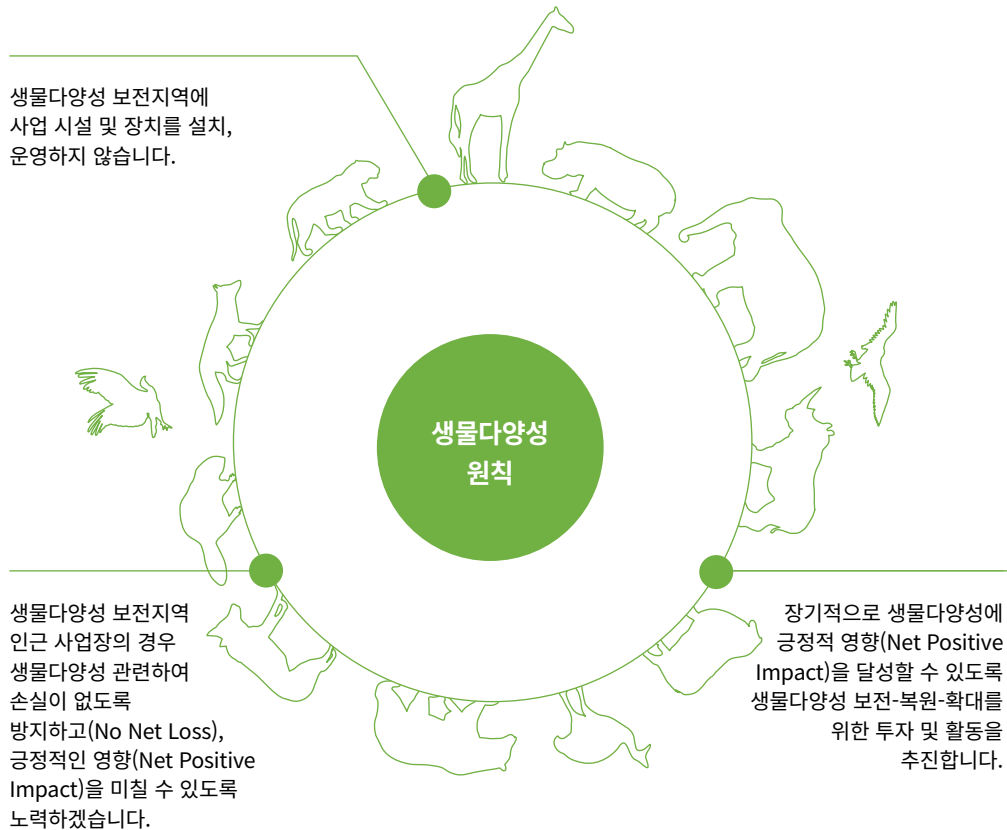 생물다양성 보전지역에
사업 시설 및 장치를 설치,
운영하지 않습니다.
생물다양성
원칙
생물다양성 보전지역
인근 사업장의 경우
생물다양성 관련하여
손실이 없도록
방지하고(No Net Loss),
긍정적인 영향(Net Positive
Impact)을 미칠 수 있도록
노력하겠습니다.
장기적으로 생물다양성에
긍정적 영향(Net Positive
Impact)을 달성할 수 있도록
생물다양성 보전-복원-확대를
위한 투자 및 활동을
추진합니다.